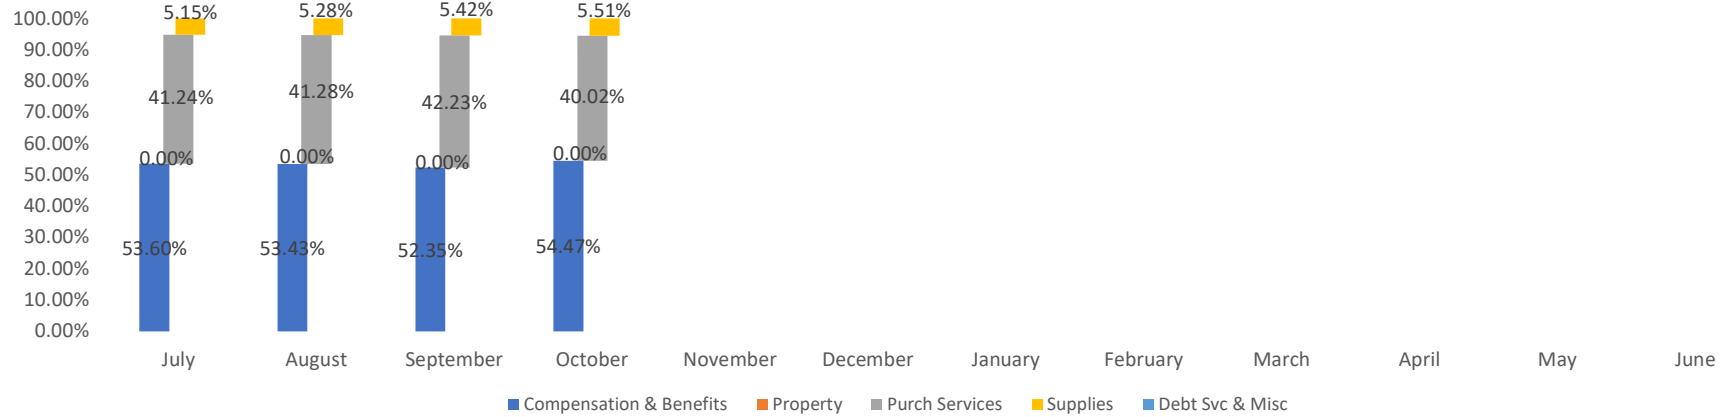 100.00%
90.00%
80.00%
70.00%
60.00%
50.00%
40.00%
30.00%
20.00%
10.00%
0.00%
5.15% 5.28% 5.42% 5.51%
41.24% 41.28% 42.23% 40.02%
0.00% 0.00% 0.00% 0.00%
53.60% 53.43% 52.35% 54.47%
July August September October November December January February March April May June
Compensation & Benefits Property Purch Services Supplies Debt Svc & Misc